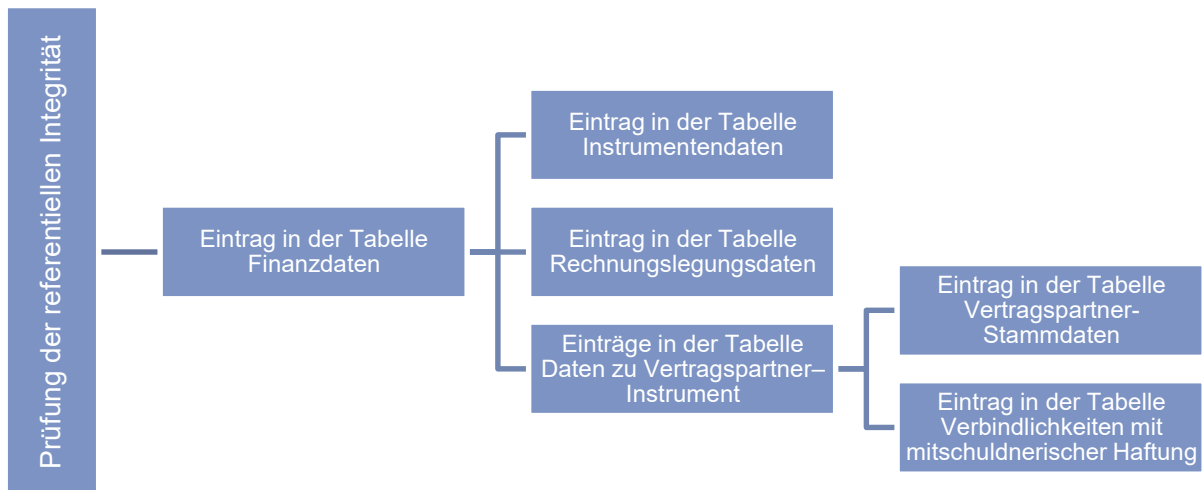 Prüfung der referentiellen Integrität
Eintrag in der Tabelle
Finanzdaten
Eintrag in der Tabelle
Instrumentendaten
Eintrag in der Tabelle
Rechnungslegungsdaten
Einträge in der Tabelle
Daten zu Vertragspartner–
Instrument
Eintrag in der Tabelle
Vertragspartner-
Stammdaten
Eintrag in der Tabelle
Verbindlichkeiten mit
mitschuldnerischer Haftung